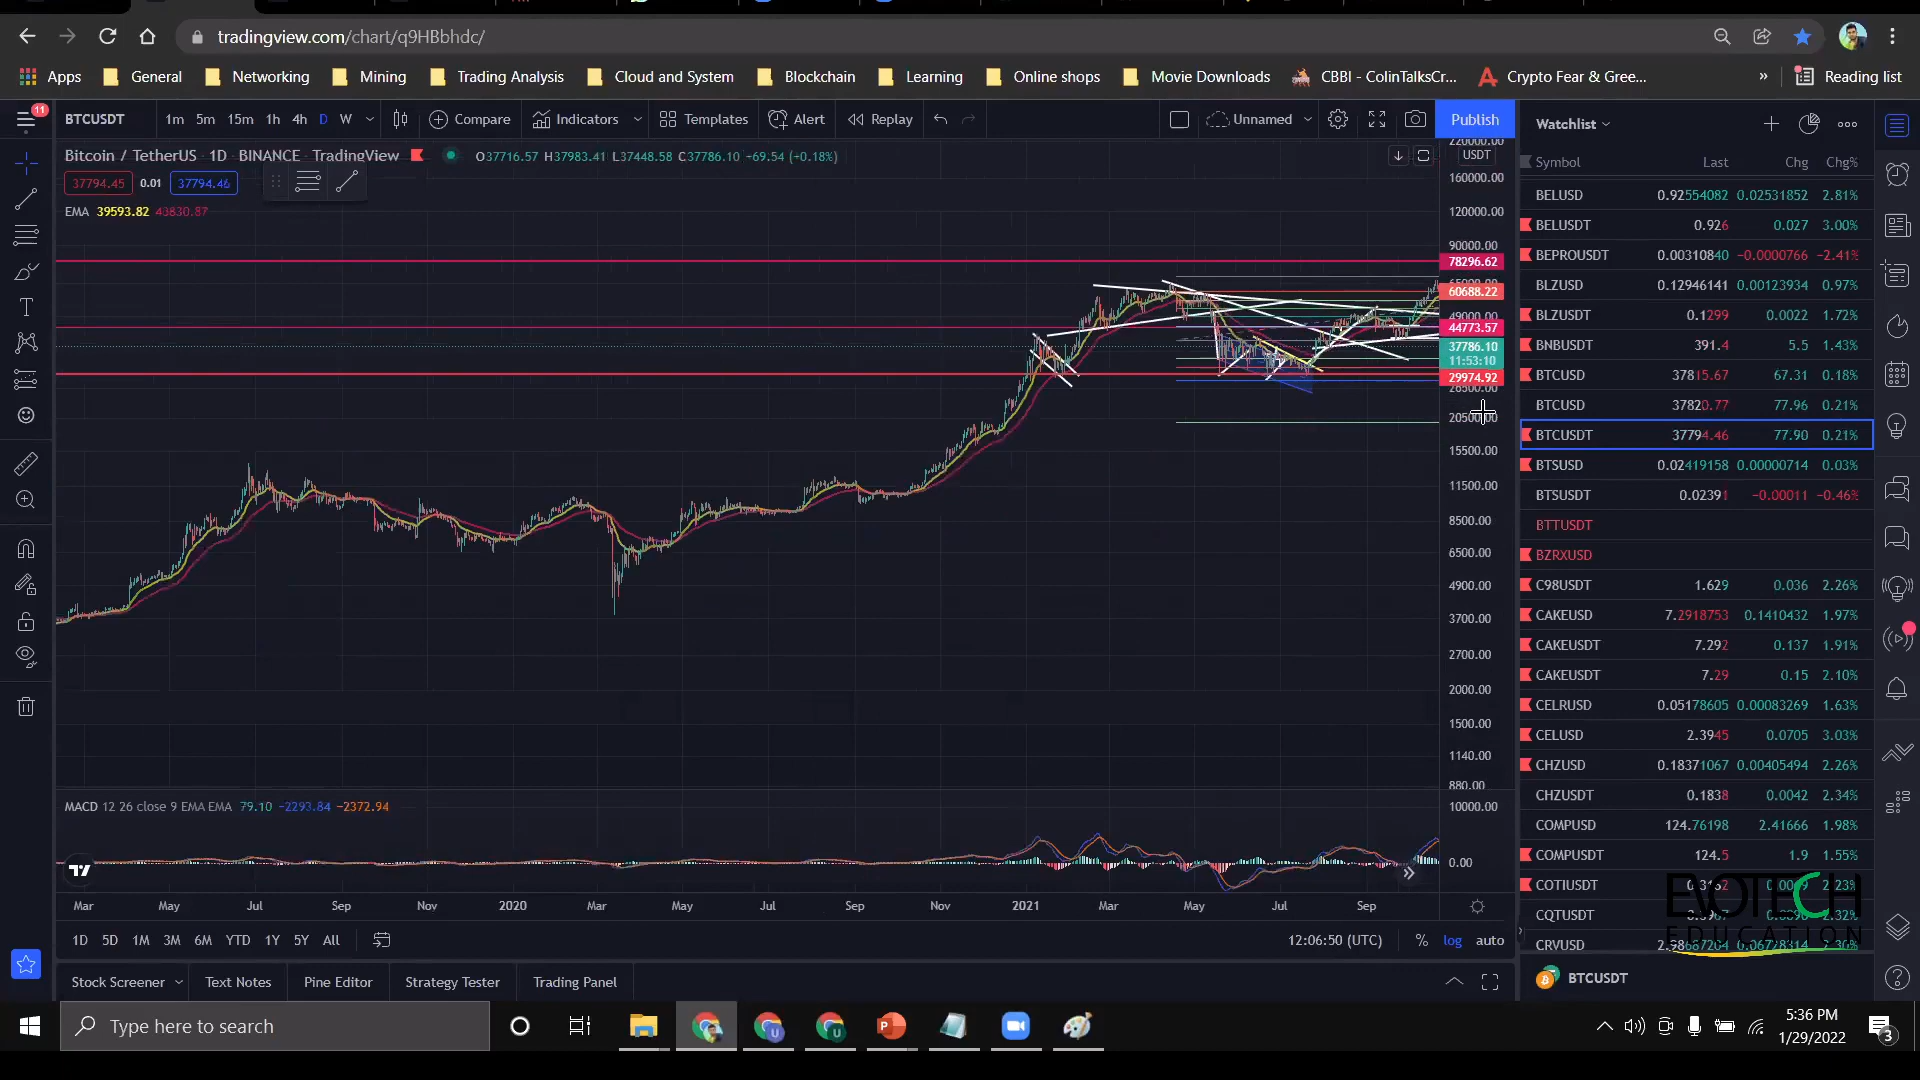 tradingview.com/chart/q9HBbhdc/
Apps General Networking Mining Trading Analysis Cloud and System Blockchain Learning Online shops Movie Downloads CBBI - ColinTalksCr... Crypto Fear & Gree... » Reading list
11 BTCUSDT 1m 5m 15m 1h 4h D W Compare Indicators Templates Alert Replay Unnamed Publish
Bitcoin / TetherUS · 1D · BINANCE · TradingView O37716.57 H37983.41 L37448.58 C37786.10 +69.54 (+0.18%)
37794.45 0.01 37794.46
EMA 39593.82 43830.87
USDT
160000.00
120000.00
90000.00
78296.62
60688.22
49000.00
44773.57
37786.10
11:53:10
29974.92
20500.00
15500.00
11500.00
8500.00
6500.00
4900.00
3700.00
2700.00
2000.00
1500.00
1140.00
880.00
MACD 12 26 close 9 EMA EMA 79.10 −2293.84 −2372.94
10000.00
0.00
Mar May Jul Sep Nov 2020 Mar May Jul Sep Nov 2021 Mar May Jul Sep
1D 5D 1M 3M 6M YTD 1Y 5Y All 12:06:50 (UTC) % log auto
Stock Screener Text Notes Pine Editor Strategy Tester Trading Panel
Watchlist
Symbol Last Chg Chg%
BELUSD 0.92554082 0.02531852 2.81%
BELUSDT 0.926 0.027 3.00%
BEPROUSDT 0.00310840 −0.0000766 −2.41%
BLZUSD 0.12946141 0.00123934 0.97%
BLZUSDT 0.1299 0.0022 1.72%
BNBUSDT 391.4 5.5 1.43%
BTCUSD 37815.67 67.31 0.18%
BTCUSD 37820.77 77.96 0.21%
BTCUSDT 37794.46 77.90 0.21%
BTSUSD 0.02419158 0.00000714 0.03%
BTSUSDT 0.02391 −0.00011 −0.46%
BTTUSDT
BZRXUSD
C98USDT 1.629 0.036 2.26%
CAKEUSD 7.2918753 0.1410432 1.97%
CAKEUSDT 7.292 0.137 1.91%
CAKEUSDT 7.29 0.15 2.10%
CELRUSD 0.05178605 0.00083269 1.63%
CELUSD 2.3945 0.0705 3.03%
CHZUSD 0.18371067 0.00405494 2.26%
CHZUSDT 0.1838 0.0042 2.34%
COMPUSD 124.76198 2.41666 1.98%
COMPUSDT 124.5 1.9 1.55%
COTIUSDT
CQTUSDT
CRVUSD
EVOTECH
EDUCATION
BTCUSDT
Type here to search
5:36 PM
1/29/2022
3